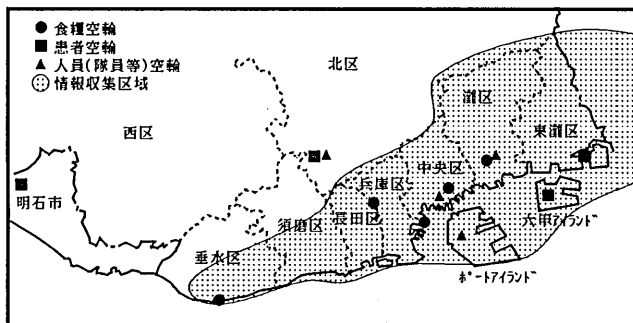 ●食糧空輪
■患者空輪
▲人員(隊員等)空輪
情報収集区域
北区
西区
灘区
東灘区
中央区
兵庫区
長田区
須磨区
垂水区
明石市
六甲アイランド
ポートアイランド